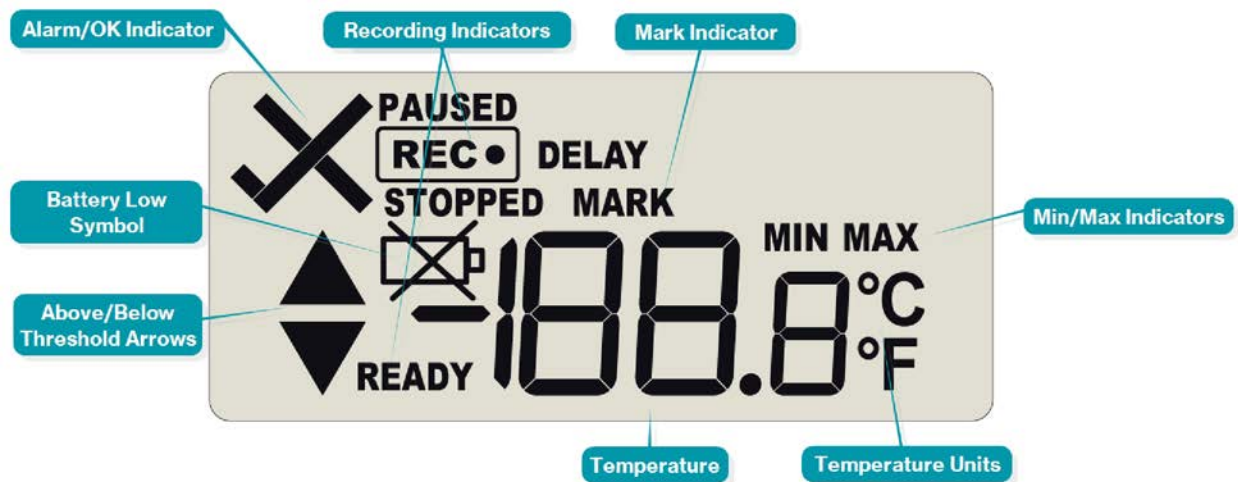 Alarm/OK Indicator
Recording Indicators
Mark Indicator
PAUSED
REC
DELAY
STOPPED MARK
Battery Low
Symbol
MIN MAX
Min/Max Indicators
-188.8
°C
°F
Above/Below
Threshold Arrows
READY
Temperature
Temperature Units